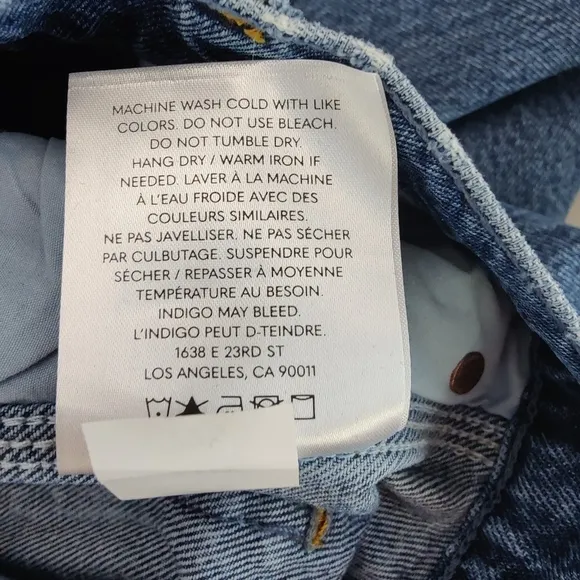 MACHINE WASH COLD WITH LIKE
COLORS. DO NOT USE BLEACH.
DO NOT TUMBLE DRY.
HANG DRY / WARM IRON IF
NEEDED. LAVER À LA MACHINE
À L'EAU FROIDE AVEC DES
COULEURS SIMILAIRES.
NE PAS JAVELLISER. NE PAS SÉCHER
PAR CULBUTAGE. SUSPENDRE POUR
SÉCHER / REPASSER À MOYENNE
TEMPÉRATURE AU BESOIN.
INDIGO MAY BLEED.
L'INDIGO PEUT D-TEINDRE.
1638 E 23RD ST
LOS ANGELES, CA 90011